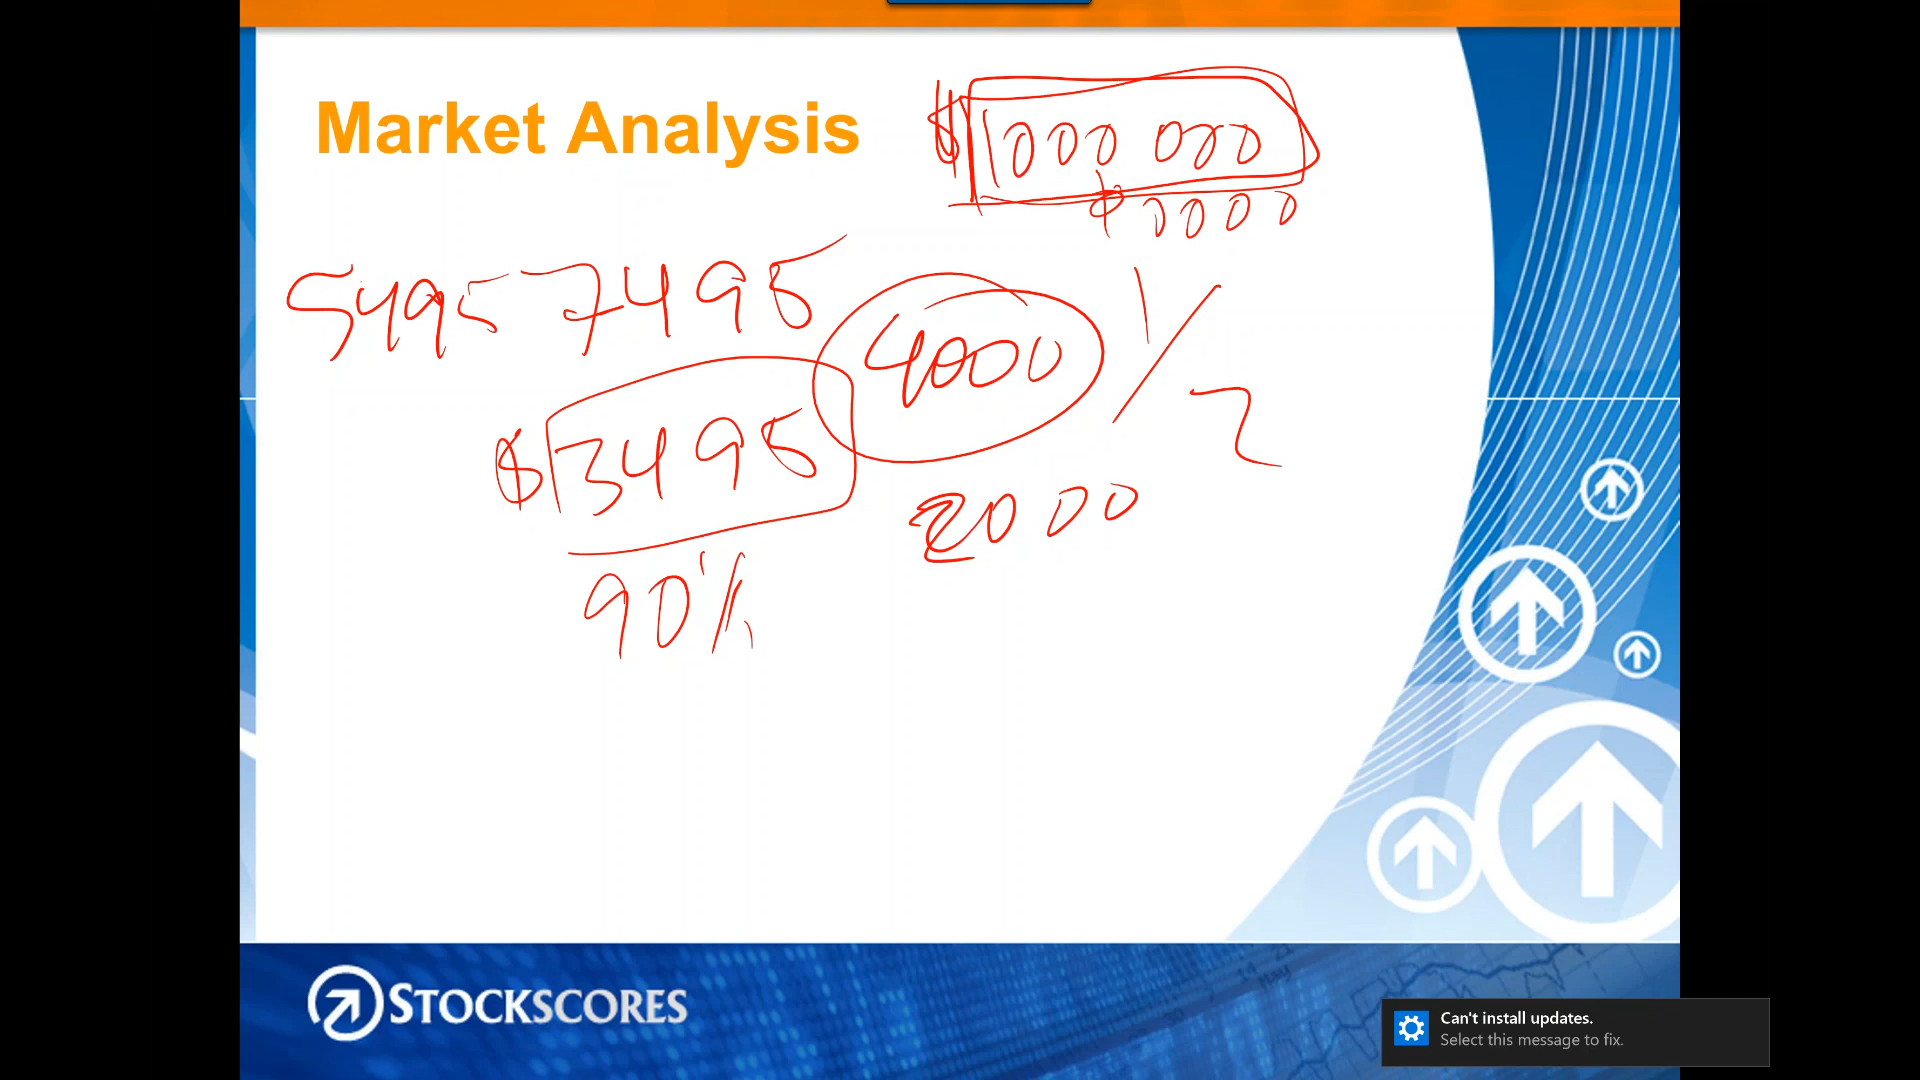 Market Analysis
$1000 000
$0000
5495 7495
4000
1/2
$3495
2000
90%
STOCKSCORES
Can't install updates.
Select this message to fix.